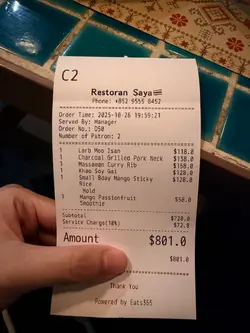 C2
Restoran Saya
Phone: +852 9555 8452
Order Time: 2025-10-26 19:59:21
Served By: Manager
Order No.: D50
Number of Patron: 2
1 Larb Moo Isan $118.0
1 Charcoal Grilled Pork Neck $158.0
1 Massaman Curry Rib $138.0
1 Khao Soy Gai $128.0
1 Small Bday Mango Sticky Rice $128.0
Hold
1 Mango Passionfruit Smoothie $58.0
Subtotal $728.0
Service Charge(10%) $72.8
Amount $801.0
$801.0
Thank You
Powered by Eats365